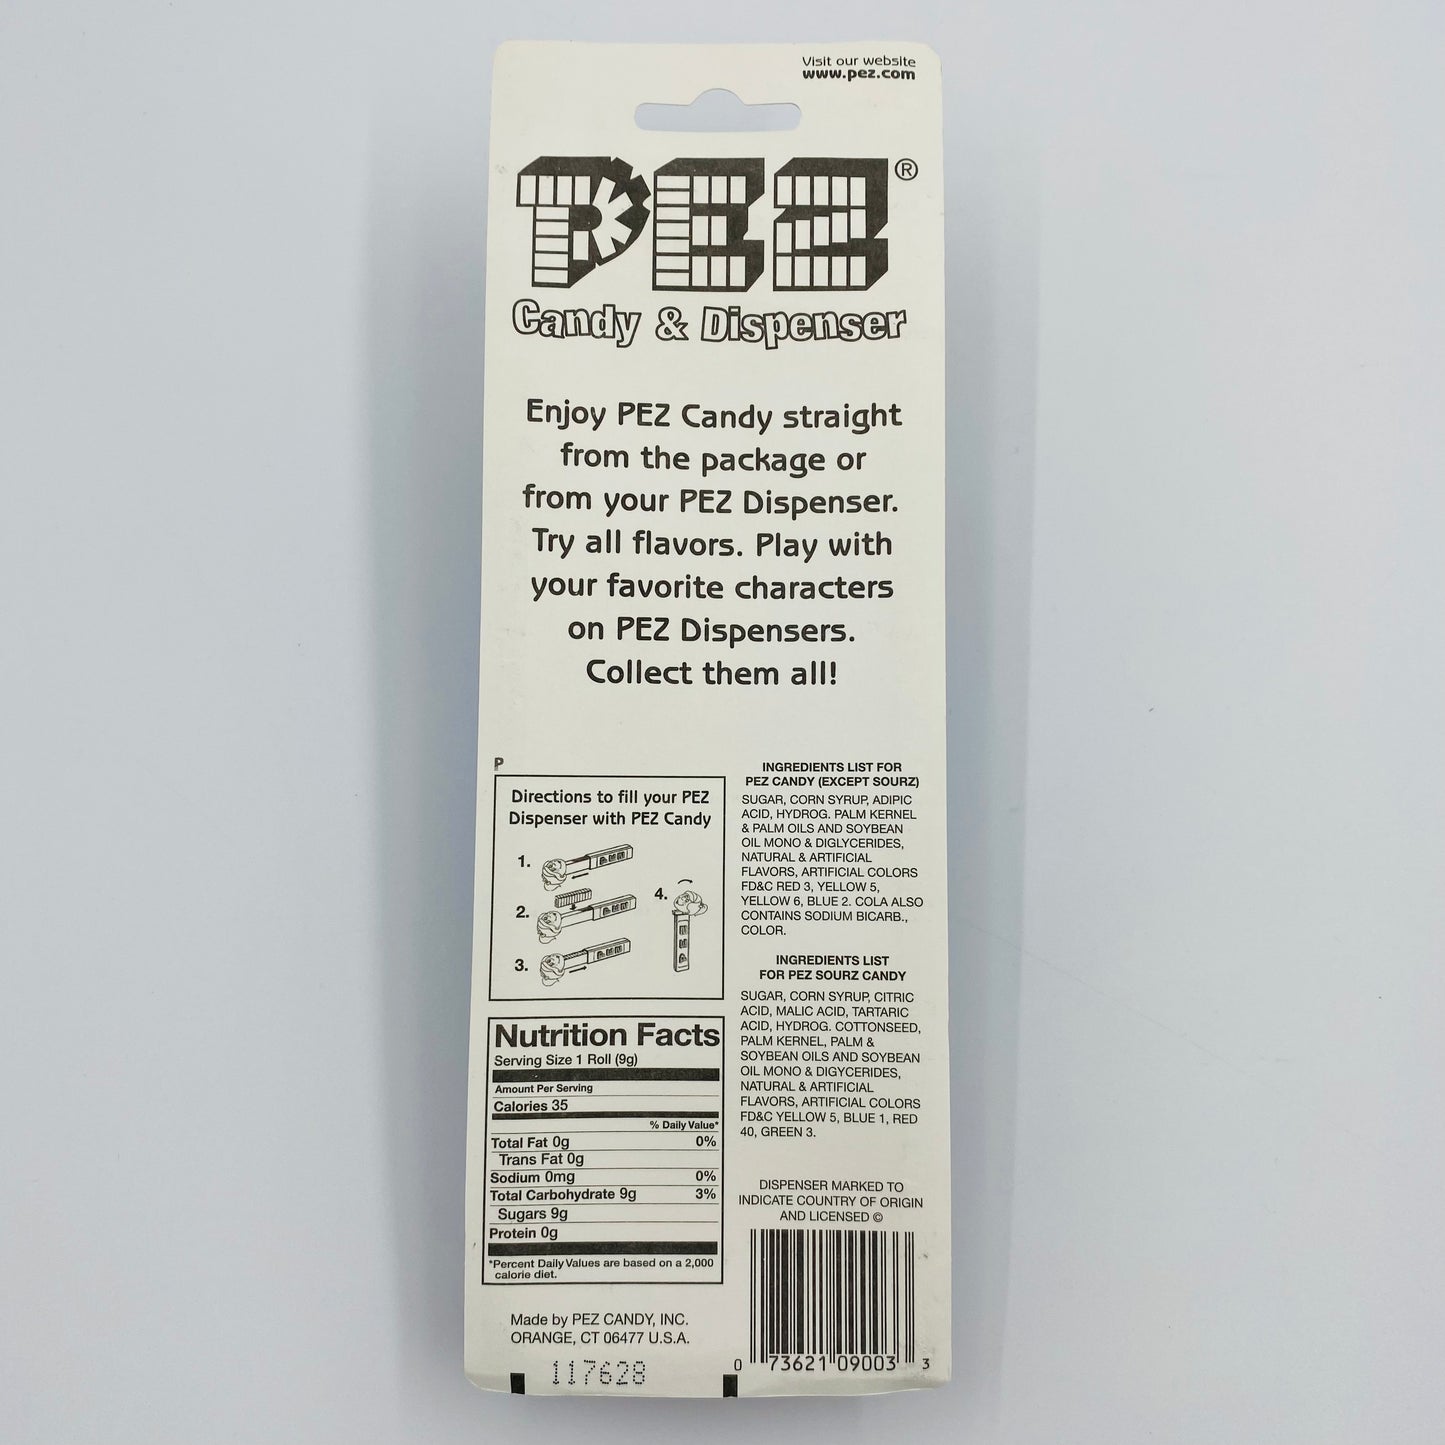 Visit our website
www.pez.com
PEZ®
Candy & Dispenser
Enjoy PEZ Candy straight
from the package or
from your PEZ Dispenser.
Try all flavors. Play with
your favorite characters
on PEZ Dispensers.
Collect them all!
P
Directions to fill your PEZ
Dispenser with PEZ Candy
1.
2.
3.
4.
Nutrition Facts
Serving Size 1 Roll (9g)
Amount Per Serving
Calories 35
% Daily Value*
Total Fat 0g 0%
Trans Fat 0g
Sodium 0mg 0%
Total Carbohydrate 9g 3%
Sugars 9g
Protein 0g
*Percent Daily Values are based on a 2,000
calorie diet.
Made by PEZ CANDY, INC.
ORANGE, CT 06477 U.S.A.
117628
INGREDIENTS LIST FOR
PEZ CANDY (EXCEPT SOURZ)
SUGAR, CORN SYRUP, ADIPIC
ACID, HYDROG. PALM KERNEL
& PALM OILS AND SOYBEAN
OIL MONO & DIGLYCERIDES,
NATURAL & ARTIFICIAL
FLAVORS, ARTIFICIAL COLORS
FD&C RED 3, YELLOW 5,
YELLOW 6, BLUE 2. COLA ALSO
CONTAINS SODIUM BICARB.,
COLOR.
INGREDIENTS LIST
FOR PEZ SOURZ CANDY
SUGAR, CORN SYRUP, CITRIC
ACID, MALIC ACID, TARTARIC
ACID, HYDROG. COTTONSEED,
PALM KERNEL, PALM &
SOYBEAN OILS AND SOYBEAN
OIL MONO & DIGYCERIDES,
NATURAL & ARTIFICIAL
FLAVORS, ARTIFICIAL COLORS
FD&C YELLOW 5, BLUE 1, RED
40, GREEN 3.
DISPENSER MARKED TO
INDICATE COUNTRY OF ORIGIN
AND LICENSED ©
0 73621 09003 3